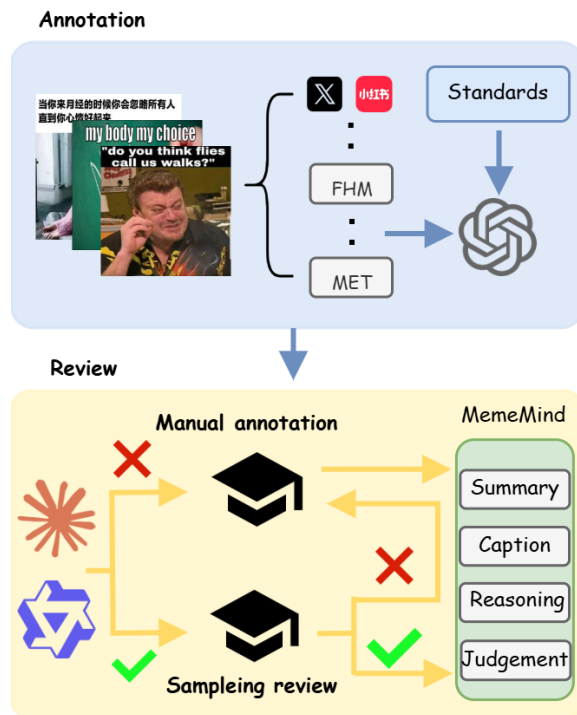 Annotation
当你来月经的时候你会忽略所有人
直到你心情好起来
my body my choice
"do you think flies
call us walks?"
小红书
Standards
FHM
MET
Review
Manual annotation
MemeMind
Summary
Caption
Reasoning
Judgement
Sampleing review